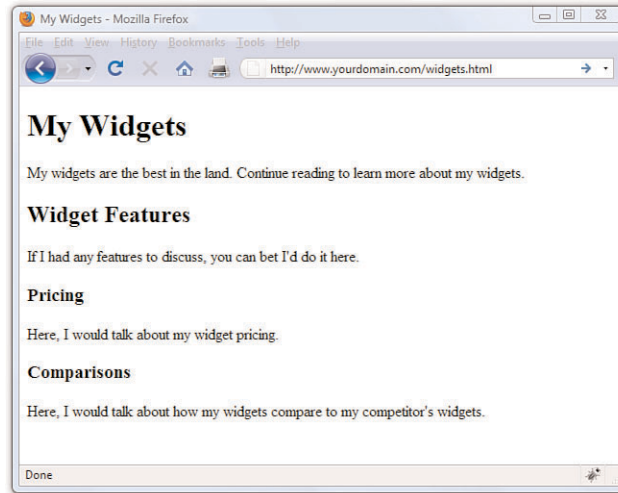 My Widgets - Mozilla Firefox
File Edit View History Bookmarks Tools Help
http://www.yourdomain.com/widgets.html
My Widgets
My widgets are the best in the land. Continue reading to learn more about my widgets.
Widget Features
If I had any features to discuss, you can bet I'd do it here.
Pricing
Here, I would talk about my widget pricing.
Comparisons
Here, I would talk about how my widgets compare to my competitor's widgets.
Done